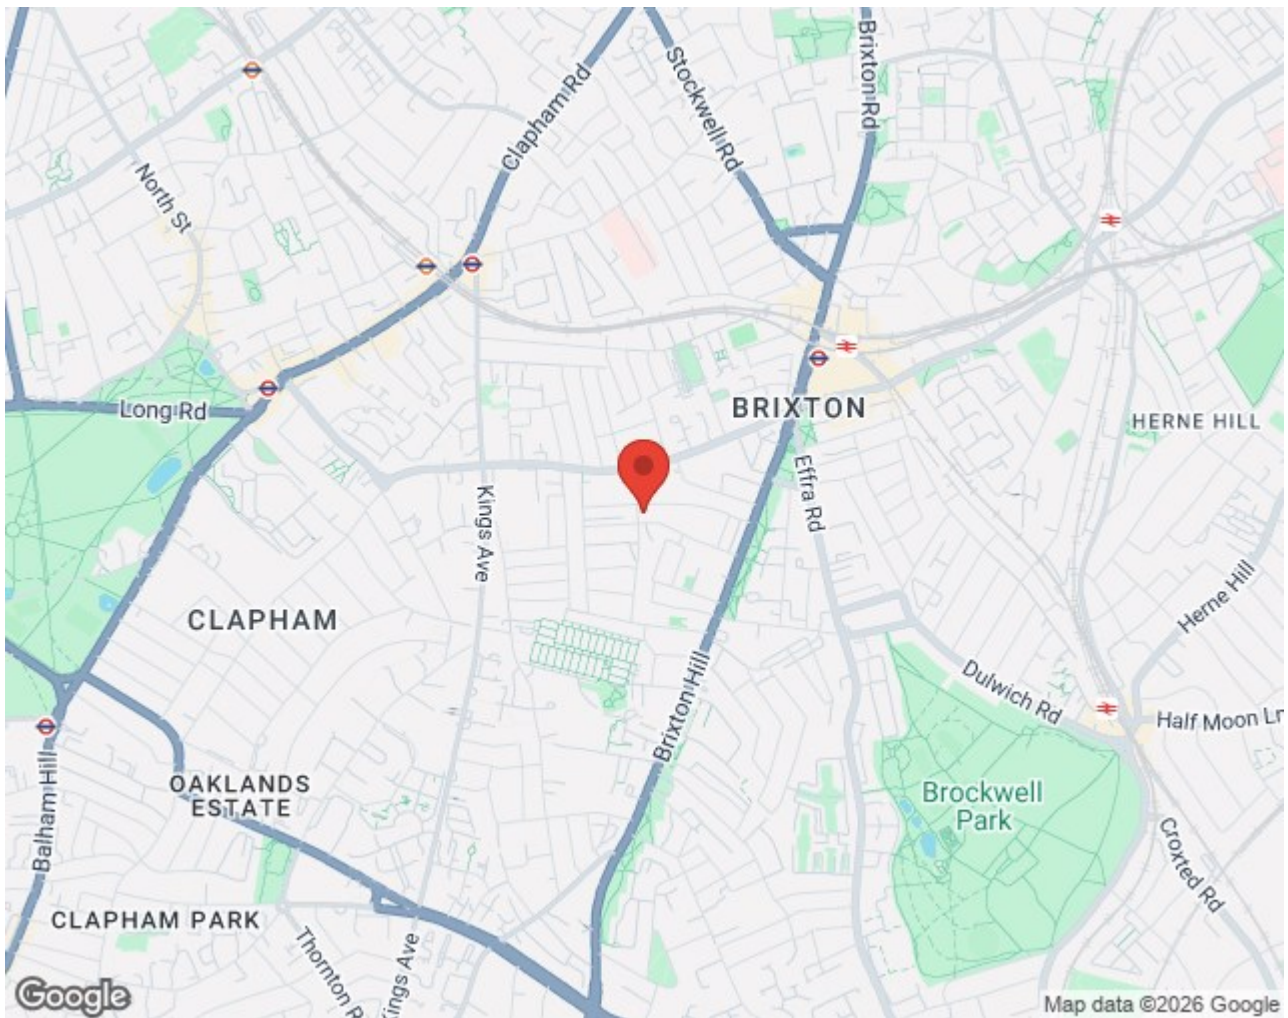 Brixton Rd
Stockwell Rd
Clapham Rd
North St
Long Rd
BRIXTON
HERNE HILL
Effra Rd
Kings Ave
Herne Hill
CLAPHAM
Dulwich Rd
Brixton Hill
Half Moon Ln
OAKLANDS
ESTATE
Balham Hill
Brockwell
Park
Croxted Rd
CLAPHAM PARK
Thornton R
Kings Ave
Google
Map data ©2026 Google